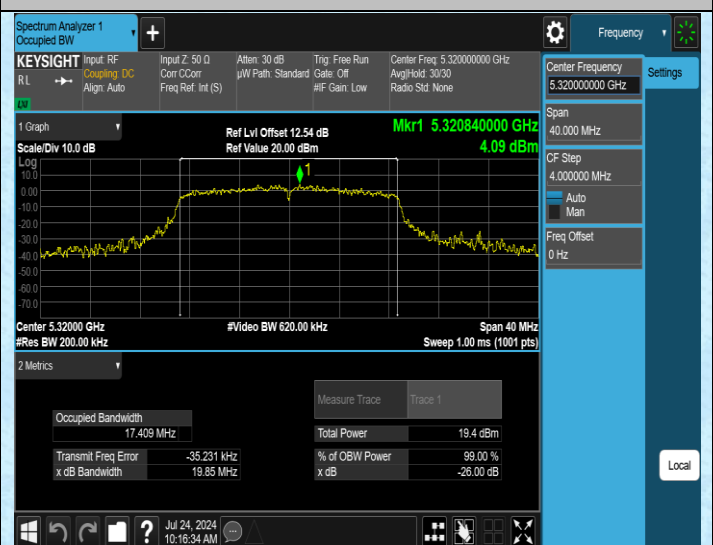 Spectrum Analyzer 1
Occupied BW
▼
+
Frequency
▼
KEYSIGHT
RL
LXI
Input: RF
Coupling: DC
Align: Auto
Input Z: 50 Ω
Corr CCorr
Freq Ref: Int (S)
Atten: 30 dB
µW Path: Standard
Trig: Free Run
Gate: Off
#IF Gain: Low
Center Freq: 5.320000000 GHz
Avg|Hold: 30/30
Radio Std: None
Center Frequency
5.320000000 GHz
Settings
Span
40.000 MHz
CF Step
4.000000 MHz
Auto
Man
Freq Offset
0 Hz
1 Graph
▼
Scale/Div 10.0 dB
Ref Lvl Offset 12.54 dB
Ref Value 20.00 dBm
Mkr1 5.320840000 GHz
4.09 dBm
Log
10.0
0.00
-10.0
-20.0
-30.0
-40.0
-50.0
-60.0
-70.0
1
Center 5.32000 GHz
#Video BW 620.00 kHz
Span 40 MHz
#Res BW 200.00 kHz
Sweep 1.00 ms (1001 pts)
2 Metrics
▼
Measure Trace
Trace 1
Occupied Bandwidth
17.409 MHz
Total Power
19.4 dBm
Transmit Freq Error
-35.231 kHz
% of OBW Power
99.00 %
x dB Bandwidth
19.85 MHz
x dB
-26.00 dB
Local
?
Jul 24, 2024
10:16:34 AM